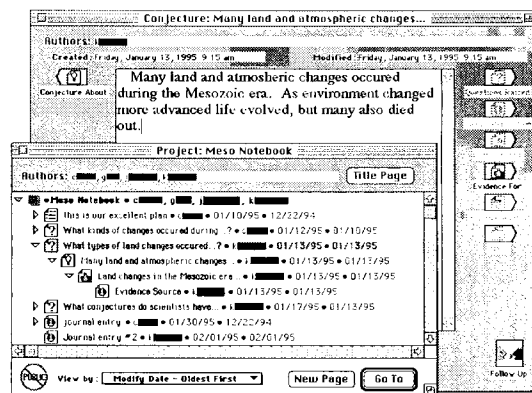 Conjecture: Many land and atmospheric changes...
Authors: k
Created: Friday, January 13, 1995 9:15 am
Modified: Friday, January 13, 1995 9:15 am
Conjecture About
Many land and atmosheric changes occured
during the Mesozoic era. As environment changed
more advanced life evolved, but many also died
out.
Questions Raised
Evidence For
Follow Up
Project: Meso Notebook
Authors: c, g, j, k
Title Page
Meso Notebook • c, g, j, k
this is our excellent plan • c • 01/10/95 • 12/22/94
What kinds of changes occured during..? • • 01/12/95 • 01/10/95
What types of land changes occured..? • k • 01/13/95 • 01/13/95
Many land and atmospheric changes... • k • 01/13/95 • 01/13/95
Land changes in the Mesozoic era... • k • 01/13/95 • 01/13/95
Evidence Source • k • 01/13/95 • 01/13/95
What conjectures do scientists have... • k • 01/17/95 • 01/13/95
journal entry • c • 01/30/95 • 12/22/94
Journal entry #2 • k • 02/01/95 • 02/01/95
PUBLIC
View by: Modify Date - Oldest First
New Page
Go To